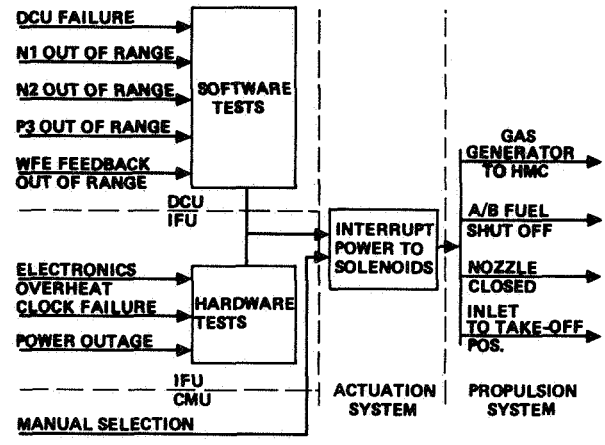 DCU FAILURE
N1 OUT OF RANGE
N2 OUT OF RANGE
P3 OUT OF RANGE
WFE FEEDBACK
OUT OF RANGE
SOFTWARE
TESTS
DCU
IFU
ELECTRONICS
OVERHEAT
CLOCK FAILURE
POWER OUTAGE
HARDWARE
TESTS
IFU
CMU
MANUAL SELECTION
INTERRUPT
POWER TO
SOLENOIDS
ACTUATION
SYSTEM
GAS
GENERATOR
TO HMC
A/B FUEL
SHUT OFF
NOZZLE
CLOSED
INLET
TO TAKE-OFF
POS.
PROPULSION
SYSTEM